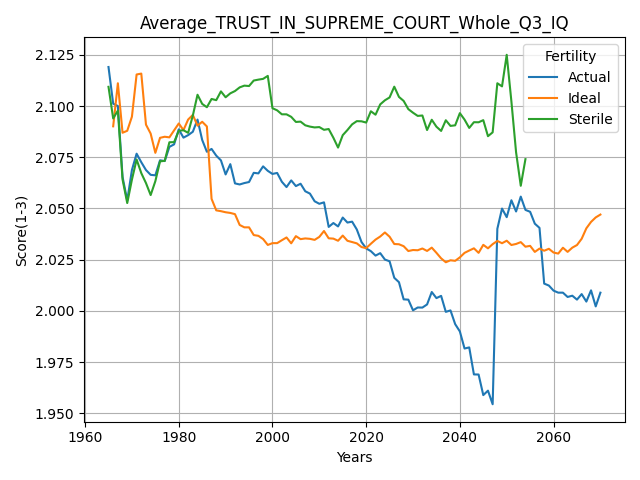 Average_TRUST_IN_SUPREME_COURT_Whole_Q3_IQ
Fertility
Actual
Ideal
Sterile
Score(1-3)
2.125
2.100
2.075
2.050
2.025
2.000
1.975
1.950
1960
1980
2000
2020
2040
2060
Years